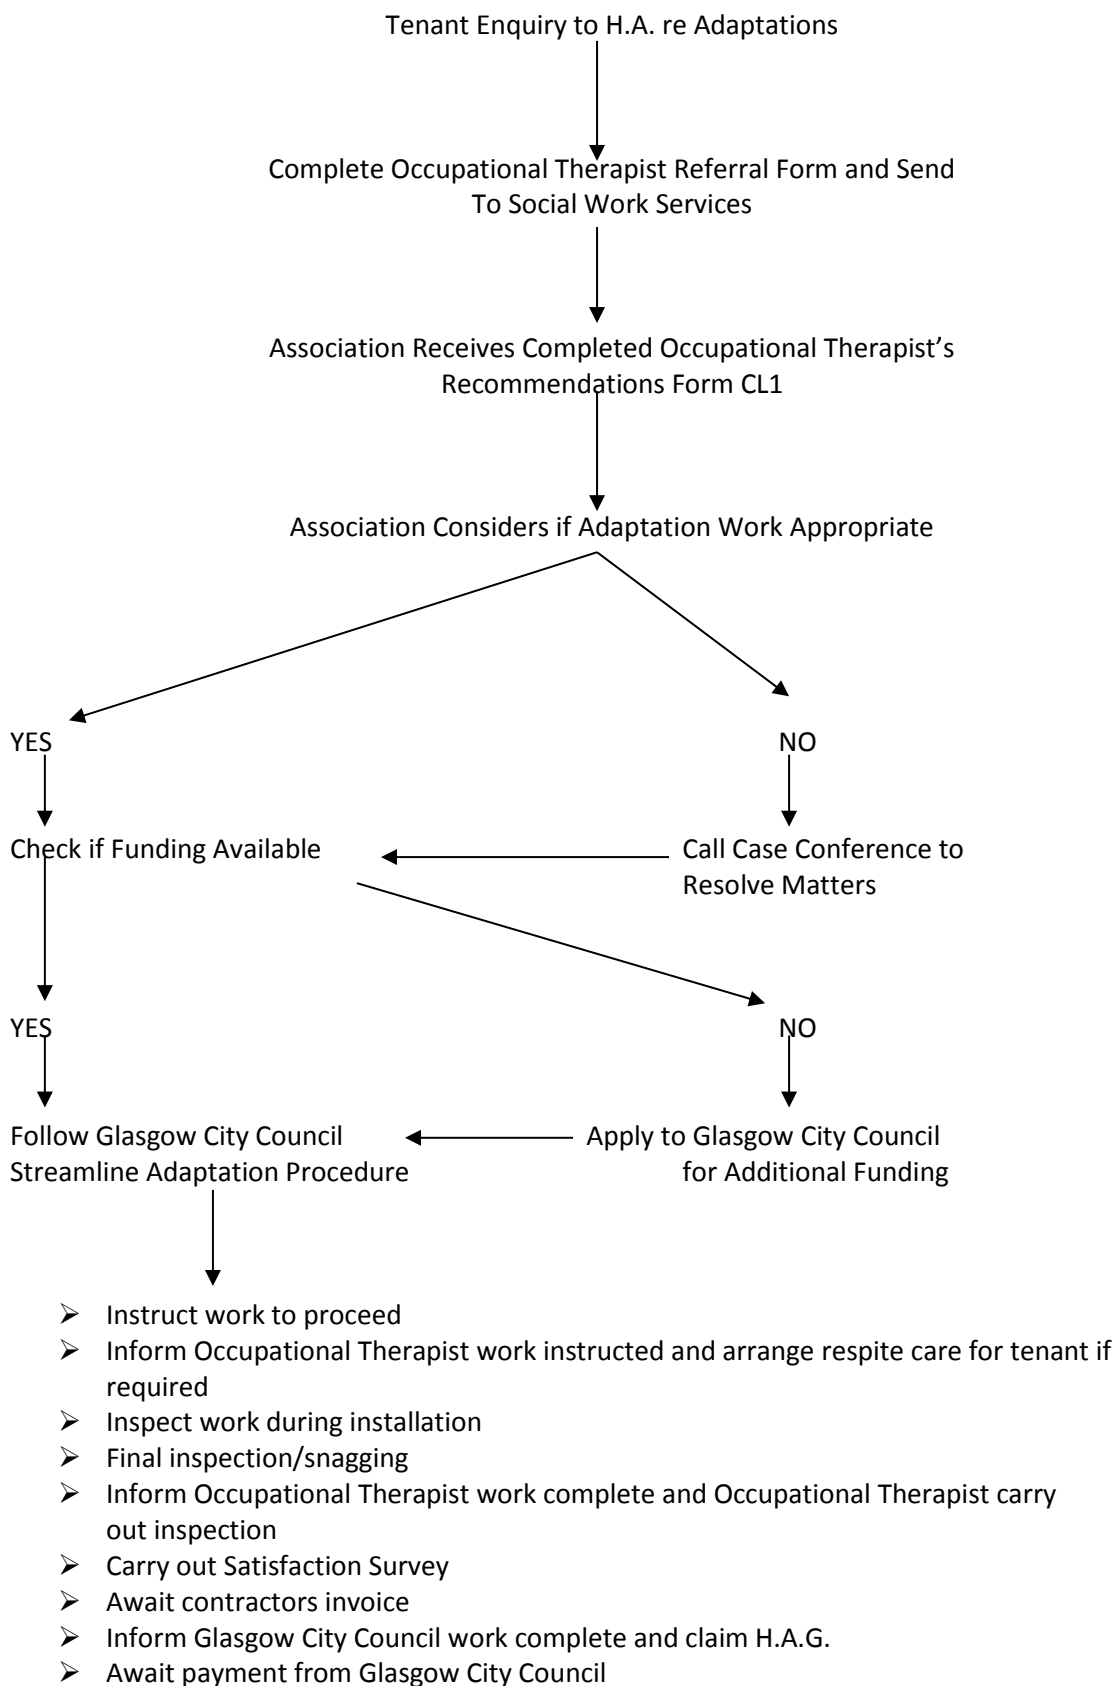 Tenant Enquiry to H.A. re Adaptations
Complete Occupational Therapist Referral Form and Send
To Social Work Services
Association Receives Completed Occupational Therapist’s
Recommendations Form CL1
Association Considers if Adaptation Work Appropriate
YES
NO
Check if Funding Available
Call Case Conference to
Resolve Matters
YES
NO
Follow Glasgow City Council
Streamline Adaptation Procedure
Apply to Glasgow City Council
for Additional Funding
➢ Instruct work to proceed
➢ Inform Occupational Therapist work instructed and arrange respite care for tenant if
required
➢ Inspect work during installation
➢ Final inspection/snagging
➢ Inform Occupational Therapist work complete and Occupational Therapist carry
out inspection
➢ Carry out Satisfaction Survey
➢ Await contractors invoice
➢ Inform Glasgow City Council work complete and claim H.A.G.
➢ Await payment from Glasgow City Council